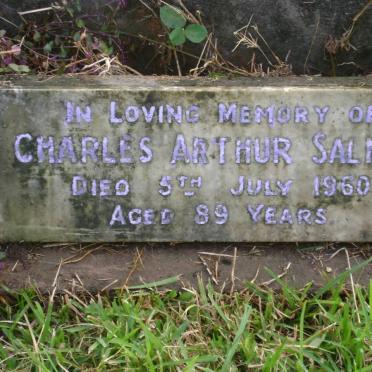 In Loving Memory of
Charles Arthur
Died 5th July 1960
Aged 89 Years